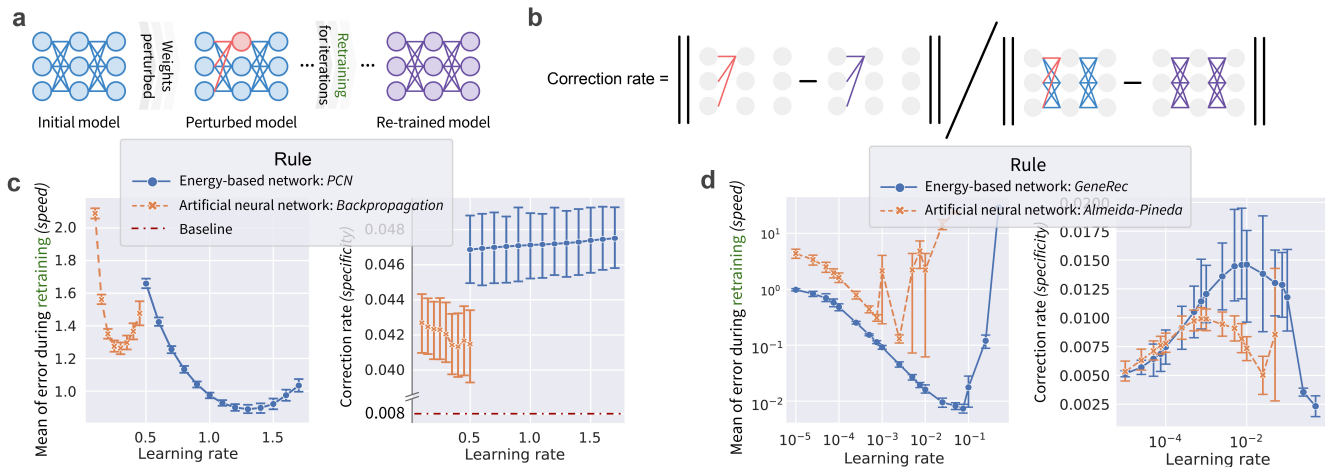 a
Weights
perturbed
Retraining
for iterations
...
...
Initial model
Perturbed model
Re-trained model
b
Correction rate =
c
Rule
Energy-based network: PCN
Artificial neural network: Backpropagation
Baseline
Mean of error during retraining (speed)
2.0
1.8
1.6
1.4
1.2
1.0
0.5
1.0
1.5
Learning rate
Correction rate (specificity)
0.048
0.046
0.044
0.042
0.040
0.008
0.5
1.0
1.5
Learning rate
d
Rule
Energy-based network: GeneRec
Artificial neural network: Almeida-Pineda
Mean of error during retraining (speed)
10¹
10⁰
10⁻¹
10⁻²
10⁻⁵
10⁻⁴
10⁻³
10⁻²
10⁻¹
Learning rate
Correction rate (specificity)
0.0200
0.0175
0.0150
0.0125
0.0100
0.0075
0.0050
0.0025
10⁻⁴
10⁻²
Learning rate